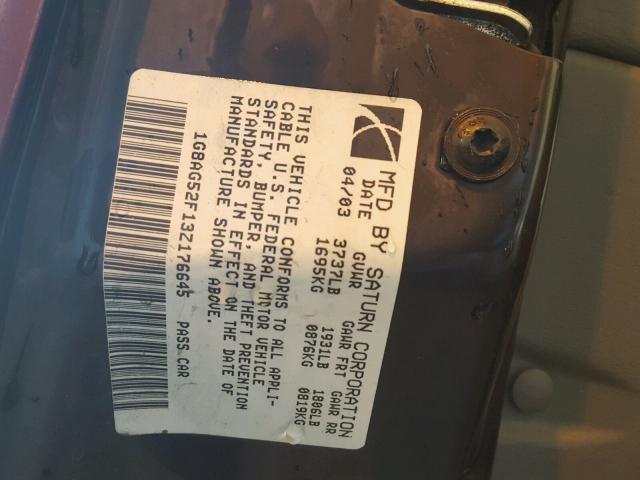 MFD BY SATURN CORPORATION
DATE GVWR GAWR FRT GAWR RR
04/03 3737LB 1931LB 1806LB
1695KG 0876KG 0819KG
THIS VEHICLE CONFORMS TO ALL APPLI-
CABLE U.S. FEDERAL MOTOR VEHICLE
SAFETY, BUMPER, AND THEFT PREVENTION
STANDARDS IN EFFECT ON THE DATE OF
MANUFACTURE SHOWN ABOVE.
1G8AG52F13Z176645 PASS CAR